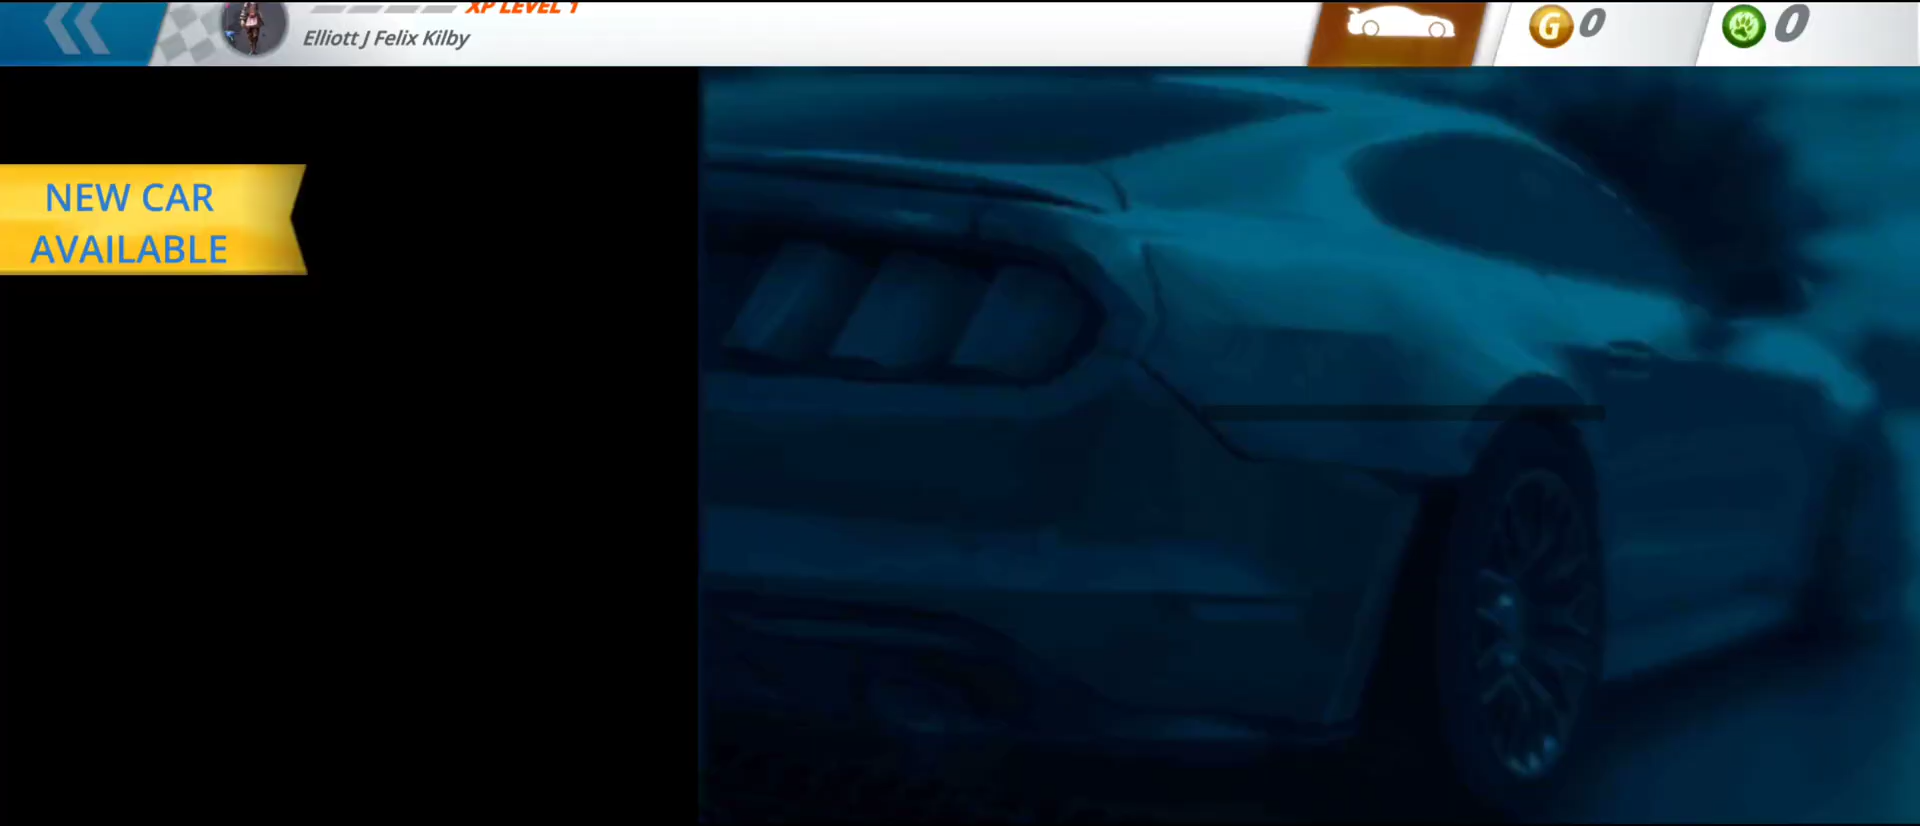 XP LEVEL 1
Elliott J Felix Kilby
G 0
0
NEW CAR
AVAILABLE